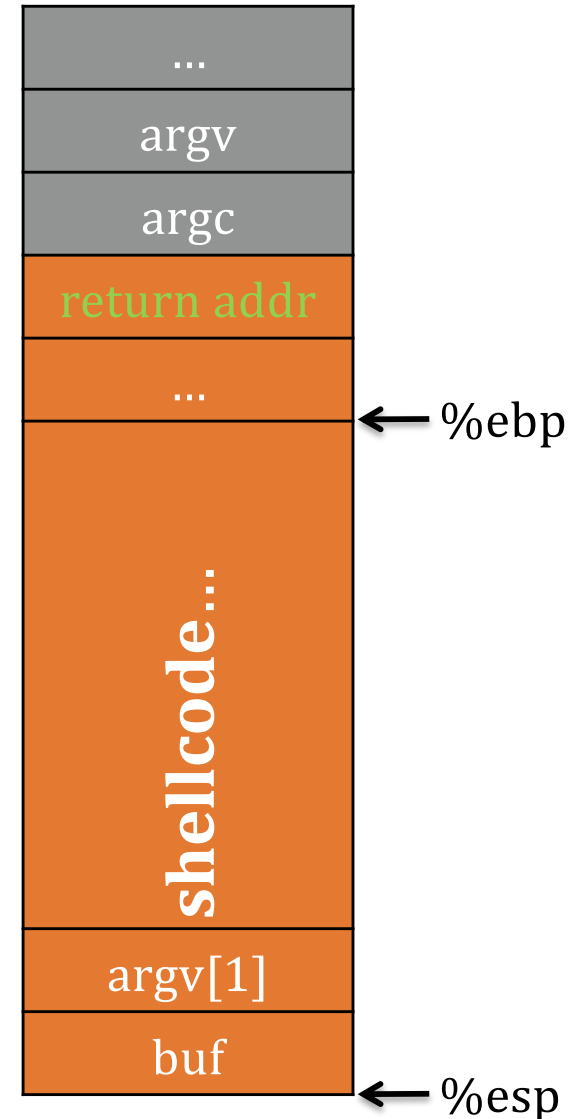 ...
argv
argc
return addr
...
%ebp
shellcode...
argv[1]
buf
%esp